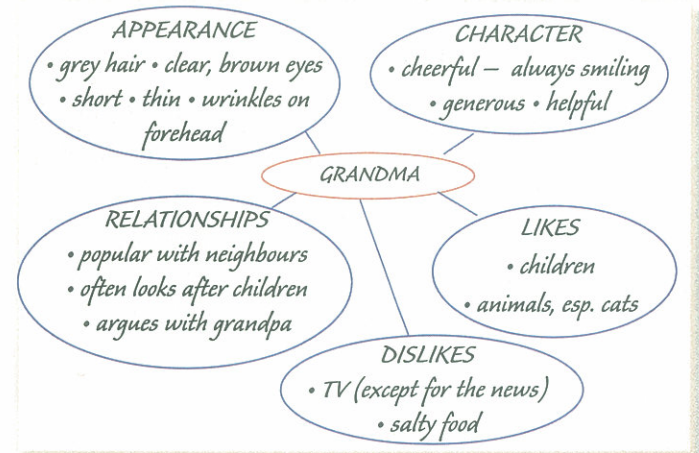 APPEARANCE
• grey hair • clear, brown eyes
• short • thin • wrinkles on
forehead
CHARACTER
• cheerful – always smiling
• generous • helpful
GRANDMA
RELATIONSHIPS
• popular with neighbours
• often looks after children
• argues with grandpa
LIKES
• children
• animals, esp. cats
DISLIKES
• TV (except for the news)
• salty food